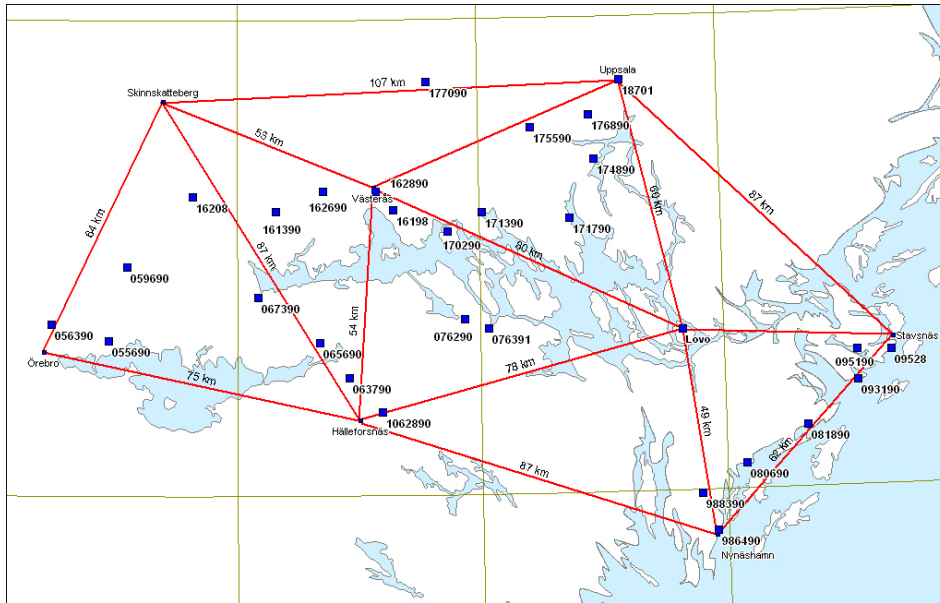 Uppsala
18701
107 km
177090
Skinnskatteberg
176890
175590
53 km
174890
162890
Västerås
162690
16208
16198
161390
171390
171790
170290
69 km
87 km
64 km
87 km
80 km
059690
067390
54 km
056390
055690
076290
076391
Lovö
Stavsnäs
065690
095190
09528
Örebro
78 km
063790
093190
75 km
1062890
Hälleforsnäs
49 km
081890
62 km
080690
87 km
988390
986490
Nynäshamn